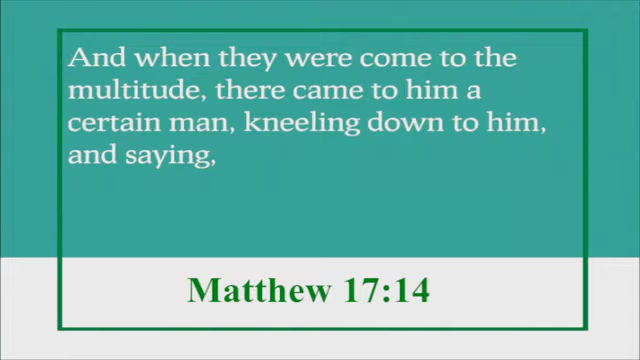 And when they were come to the
multitude, there came to him a
certain man, kneeling down to him,
and saying,
Matthew 17:14